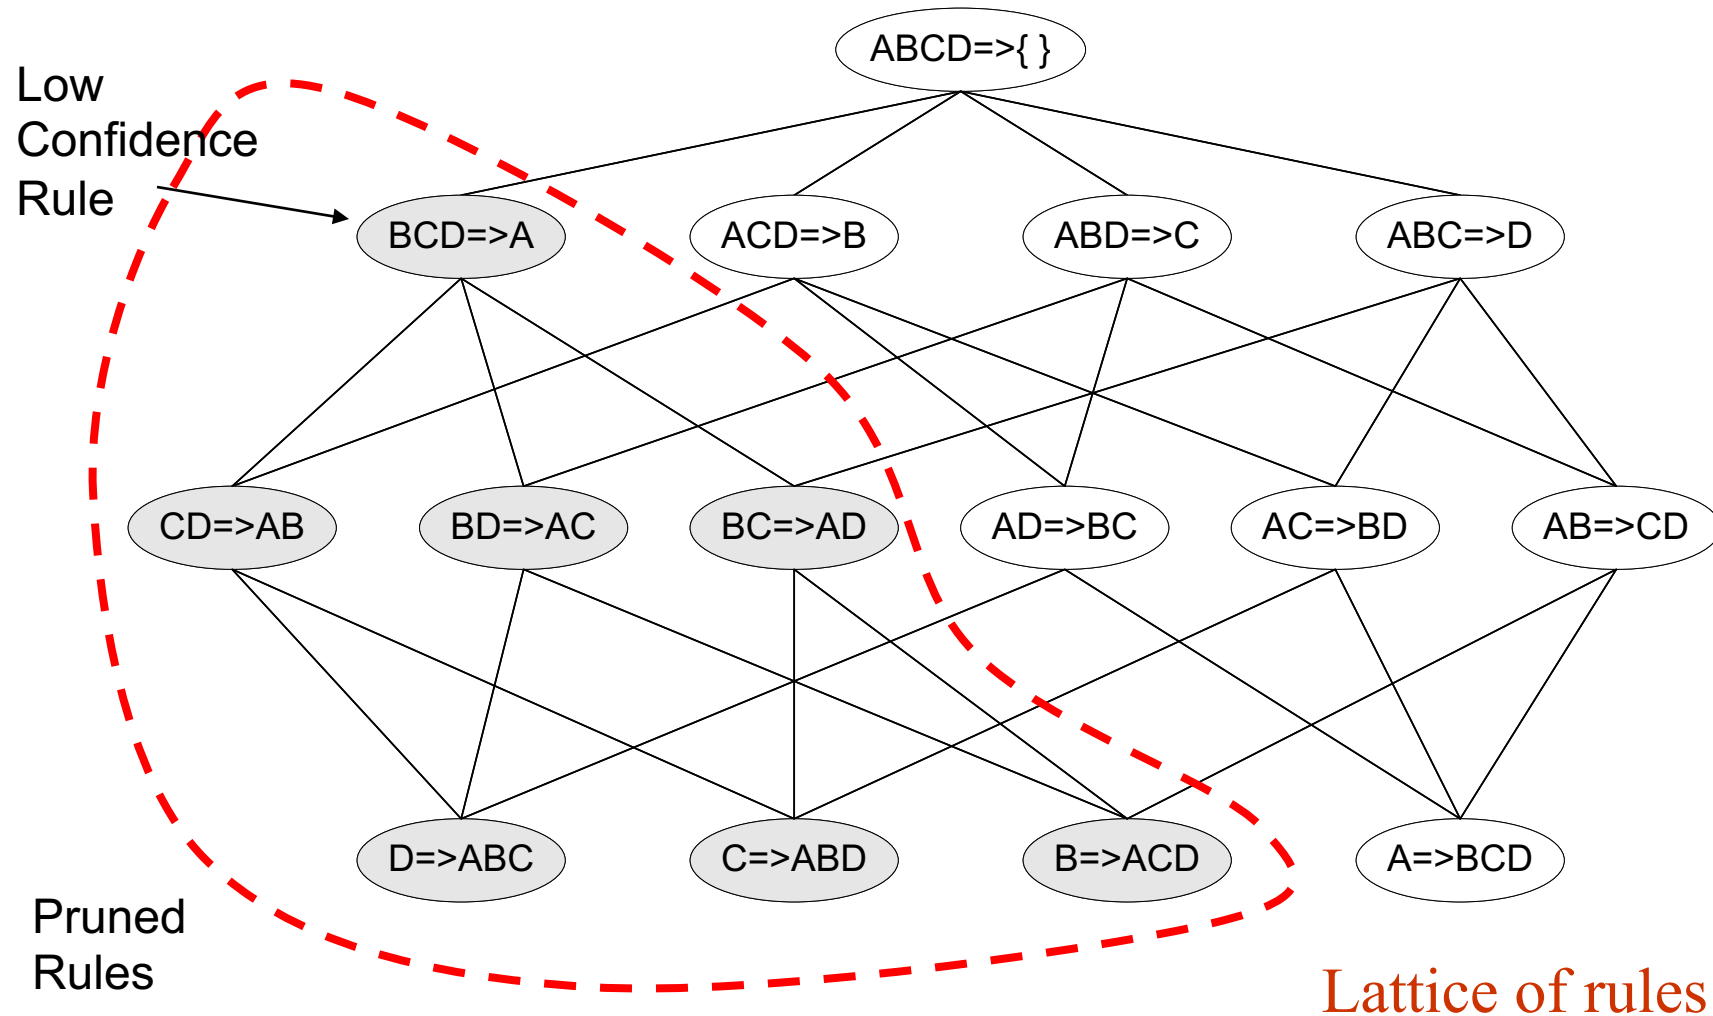 ABCD=>{ }
Low
Confidence
Rule
BCD=>A
ACD=>B
ABD=>C
ABC=>D
CD=>AB
BD=>AC
BC=>AD
AD=>BC
AC=>BD
AB=>CD
D=>ABC
C=>ABD
B=>ACD
A=>BCD
Pruned
Rules
Lattice of rules